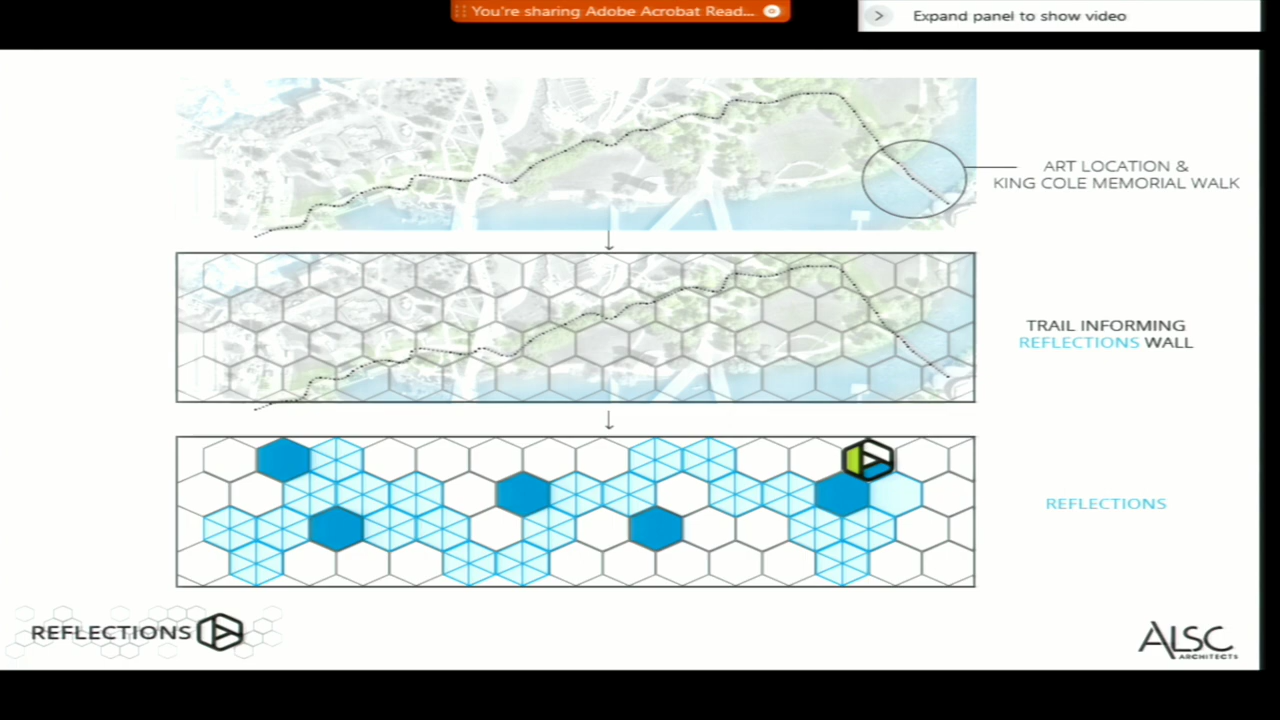 You're sharing Adobe Acrobat Read...
Expand panel to show video
ART LOCATION &
KING COLE MEMORIAL WALK
TRAIL INFORMING
REFLECTIONS WALL
REFLECTIONS
REFLECTIONS
ALSC
ARCHITECTS